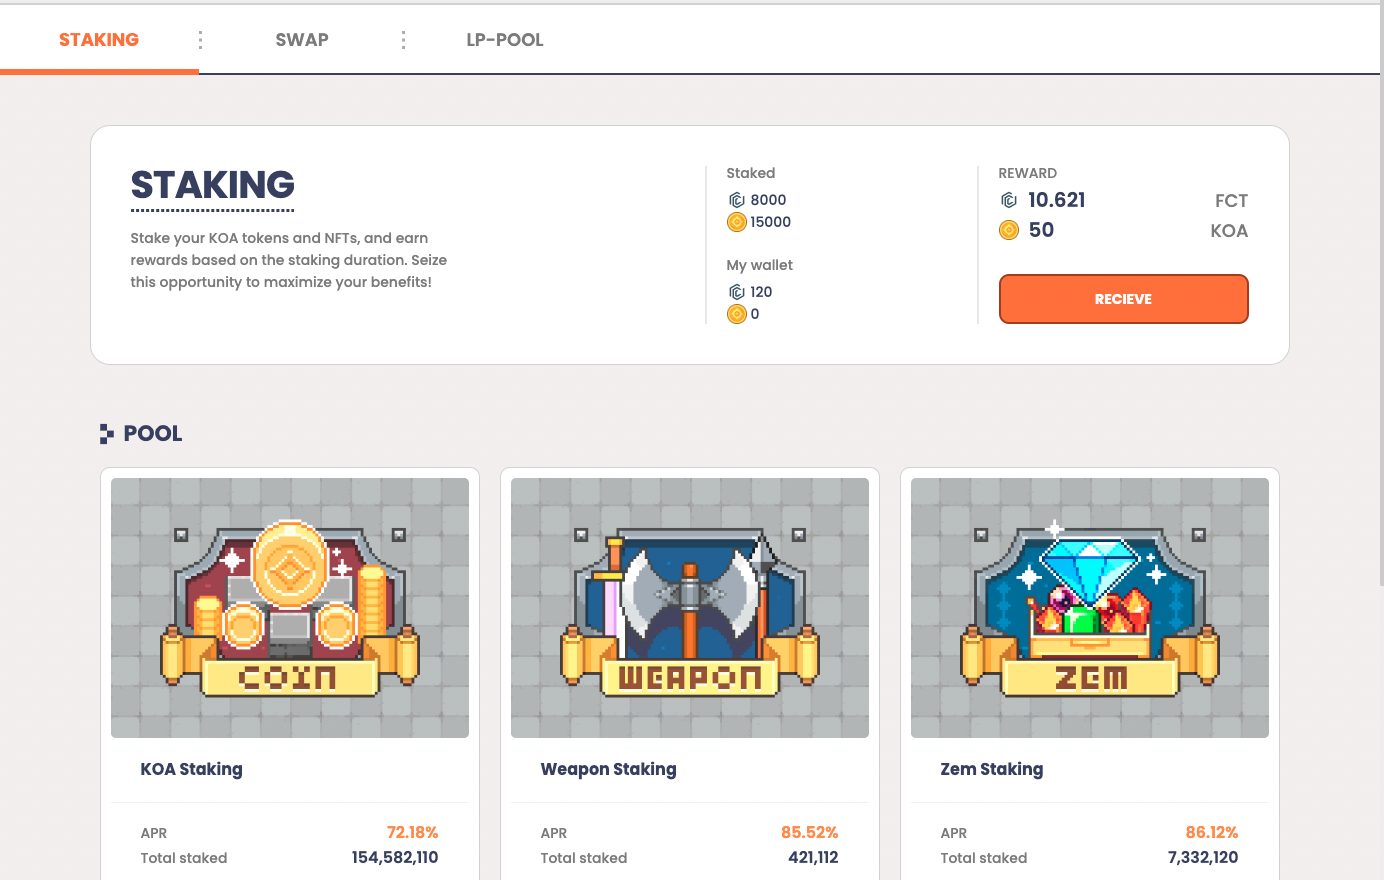 STAKING
SWAP
LP-POOL
STAKING
Stake your KOA tokens and NFTs, and earn
rewards based on the staking duration. Seize
this opportunity to maximize your benefits!
Staked
8000
15000
My wallet
120
0
REWARD
10.621 FCT
50 KOA
RECIEVE
POOL
COIN
KOA Staking
APR 72.18%
Total staked 154,582,110
WEAPON
Weapon Staking
APR 85.52%
Total staked 421,112
ZEM
Zem Staking
APR 86.12%
Total staked 7,332,120